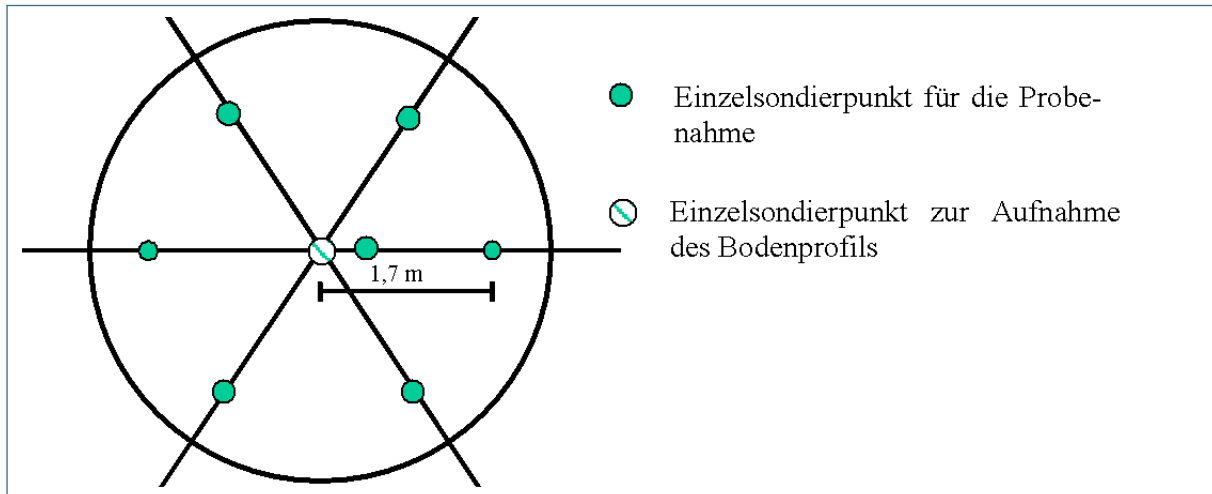 Einzelsondierpunkt für die Probe-
nahme
Einzelsondierpunkt zur Aufnahme
des Bodenprofils
1,7 m